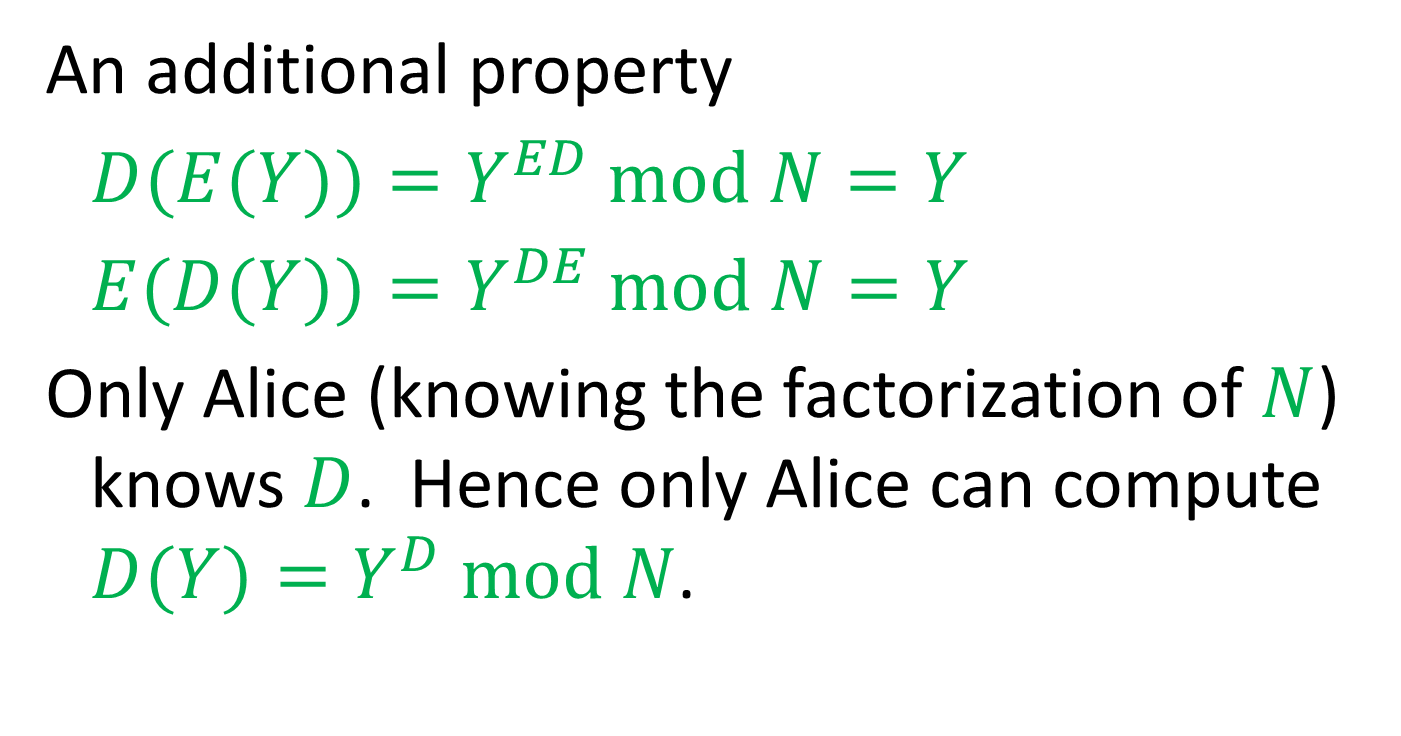 An additional property
D(E(Y)) = Y^{ED} mod N = Y
E(D(Y)) = Y^{DE} mod N = Y
Only Alice (knowing the factorization of N)
knows D. Hence only Alice can compute
D(Y) = Y^D mod N.